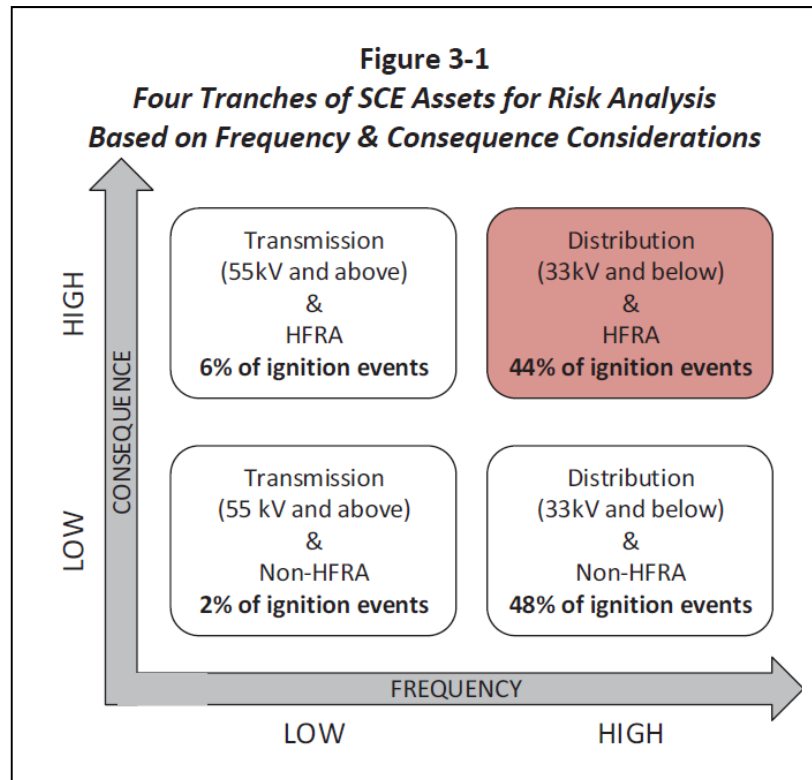 Figure 3-1
Four Tranches of SCE Assets for Risk Analysis
Based on Frequency & Consequence Considerations
HIGH
CONSEQUENCE
LOW
Transmission
(55kV and above)
&
HFRA
6% of ignition events
Distribution
(33kV and below)
&
HFRA
44% of ignition events
Transmission
(55 kV and above)
&
Non-HFRA
2% of ignition events
Distribution
(33kV and below)
&
Non-HFRA
48% of ignition events
FREQUENCY
LOW
HIGH